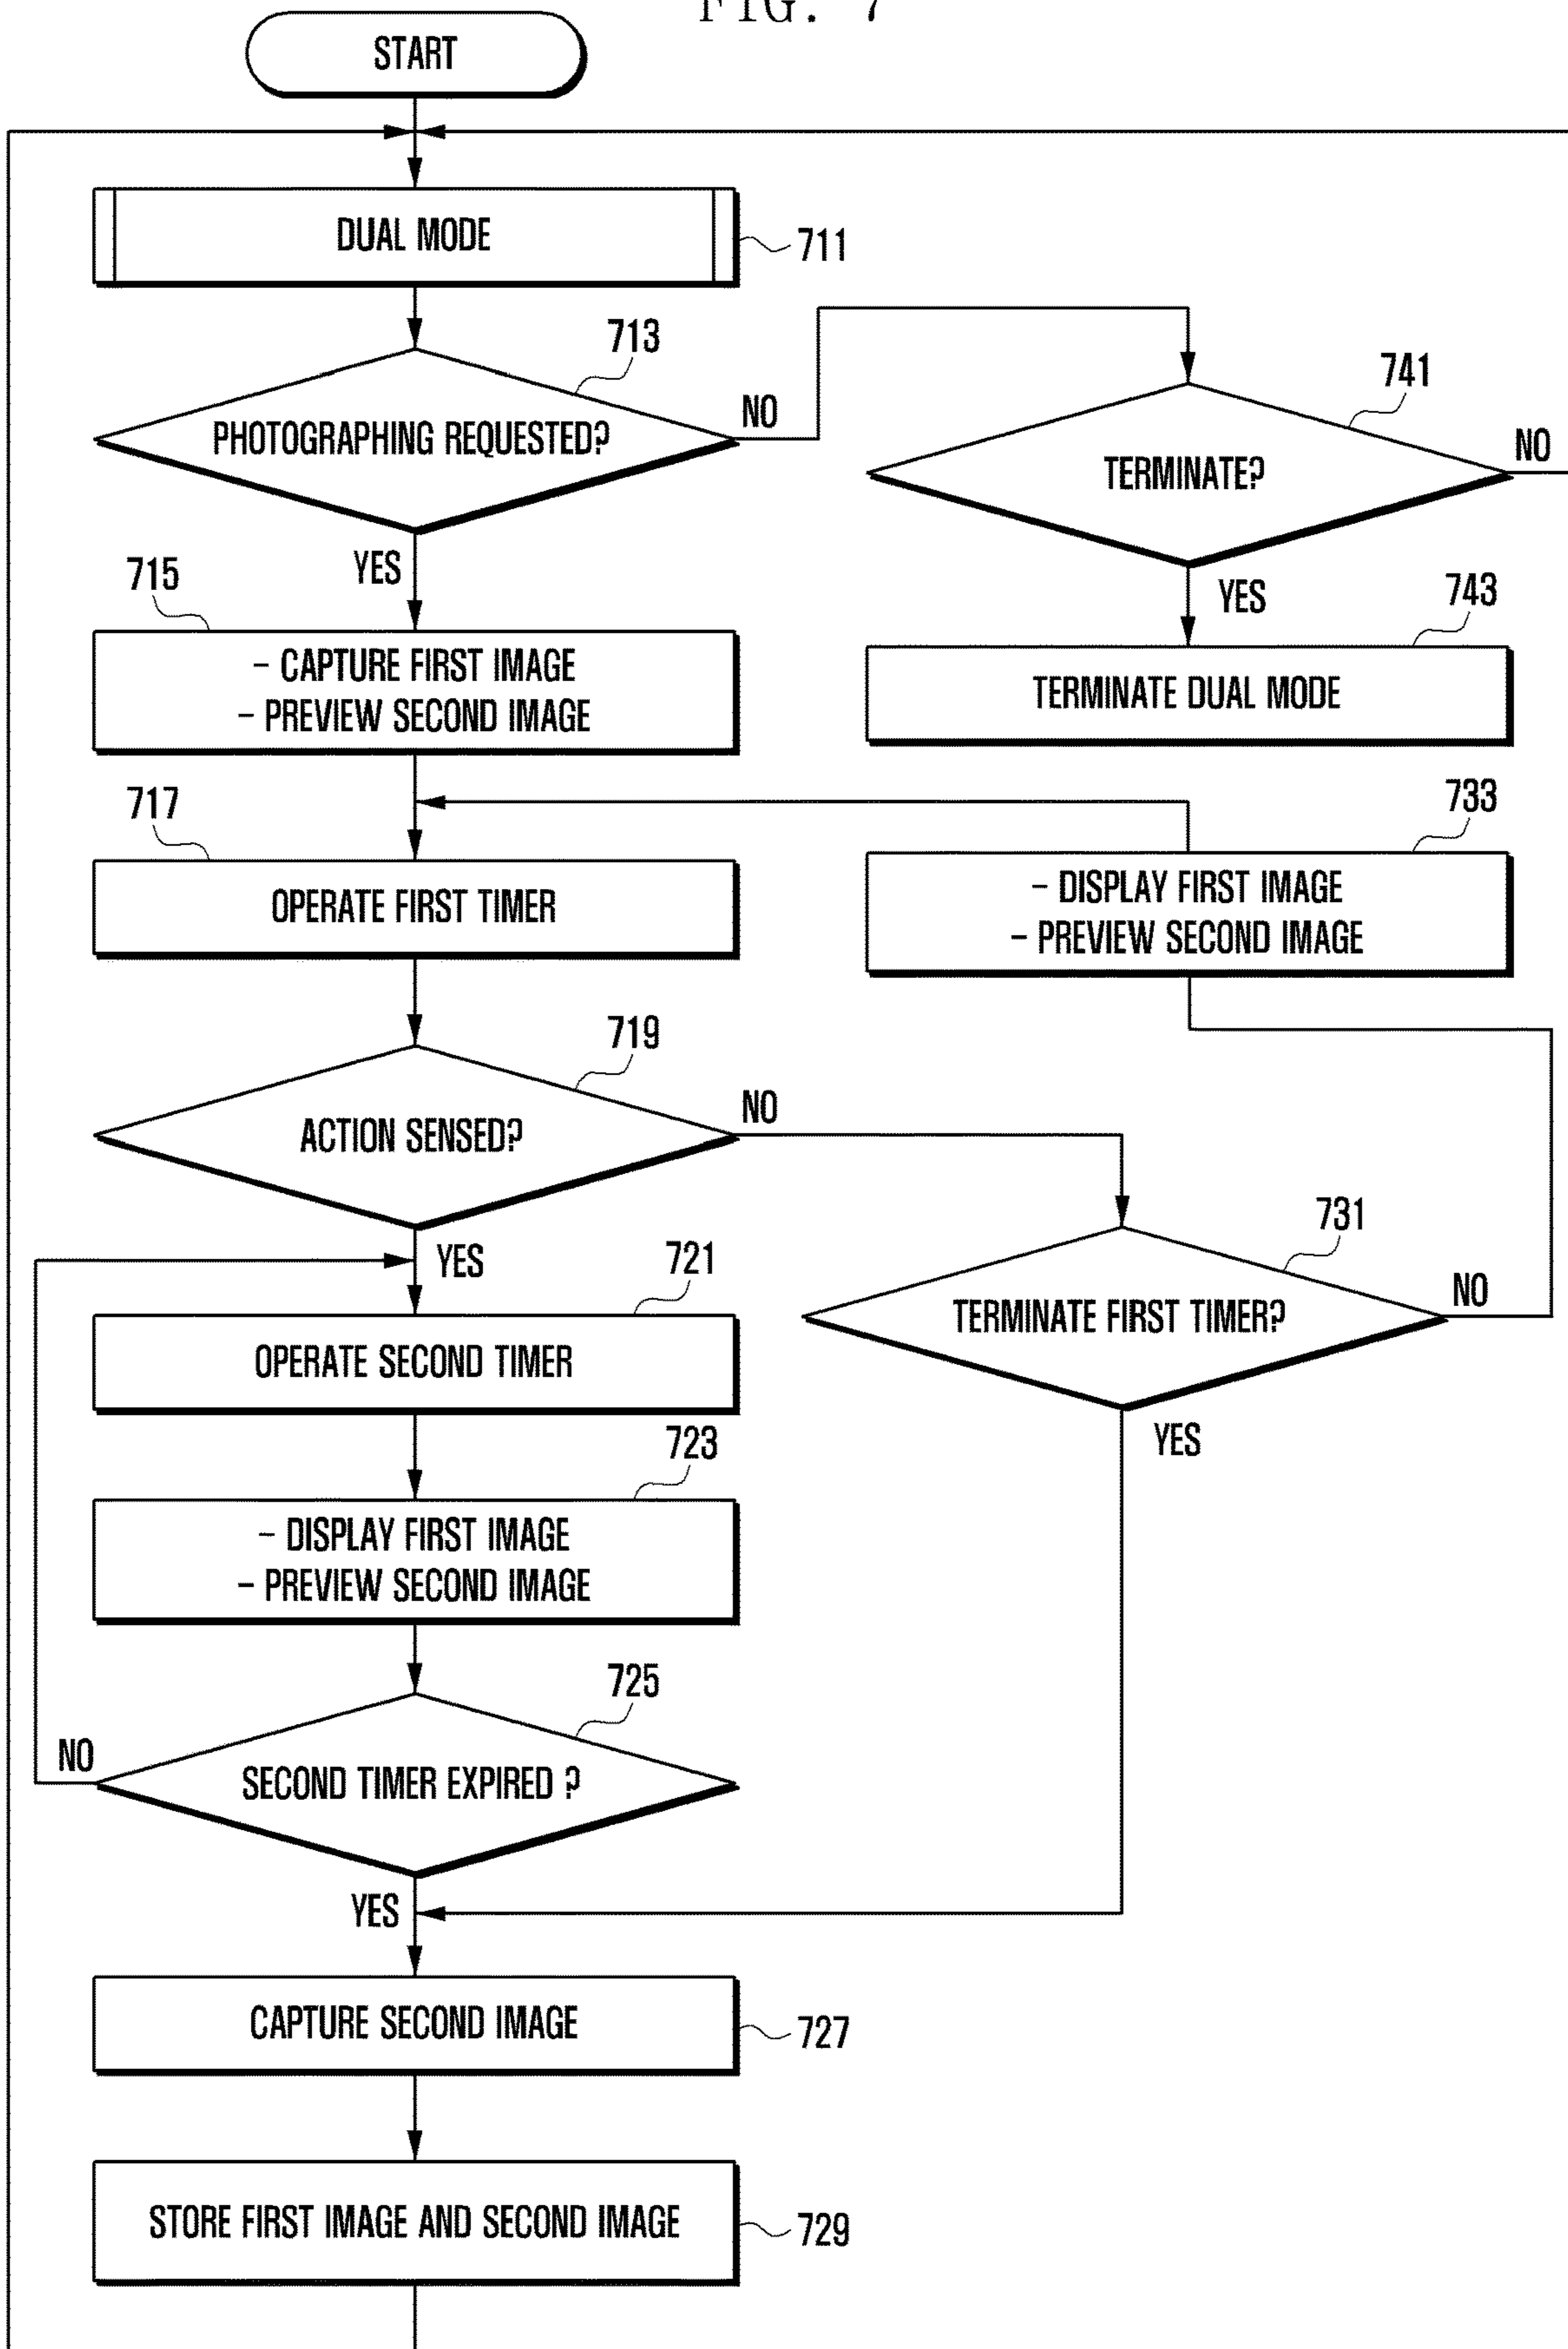 FIG. 7
START
DUAL MODE
711
713
PHOTOGRAPHING REQUESTED?
NO
741
TERMINATE?
NO
YES
YES
715
– CAPTURE FIRST IMAGE
– PREVIEW SECOND IMAGE
743
TERMINATE DUAL MODE
717
OPERATE FIRST TIMER
733
– DISPLAY FIRST IMAGE
– PREVIEW SECOND IMAGE
719
ACTION SENSED?
NO
YES
731
TERMINATE FIRST TIMER?
NO
YES
721
OPERATE SECOND TIMER
723
– DISPLAY FIRST IMAGE
– PREVIEW SECOND IMAGE
725
SECOND TIMER EXPIRED ?
NO
YES
CAPTURE SECOND IMAGE
727
STORE FIRST IMAGE AND SECOND IMAGE
729